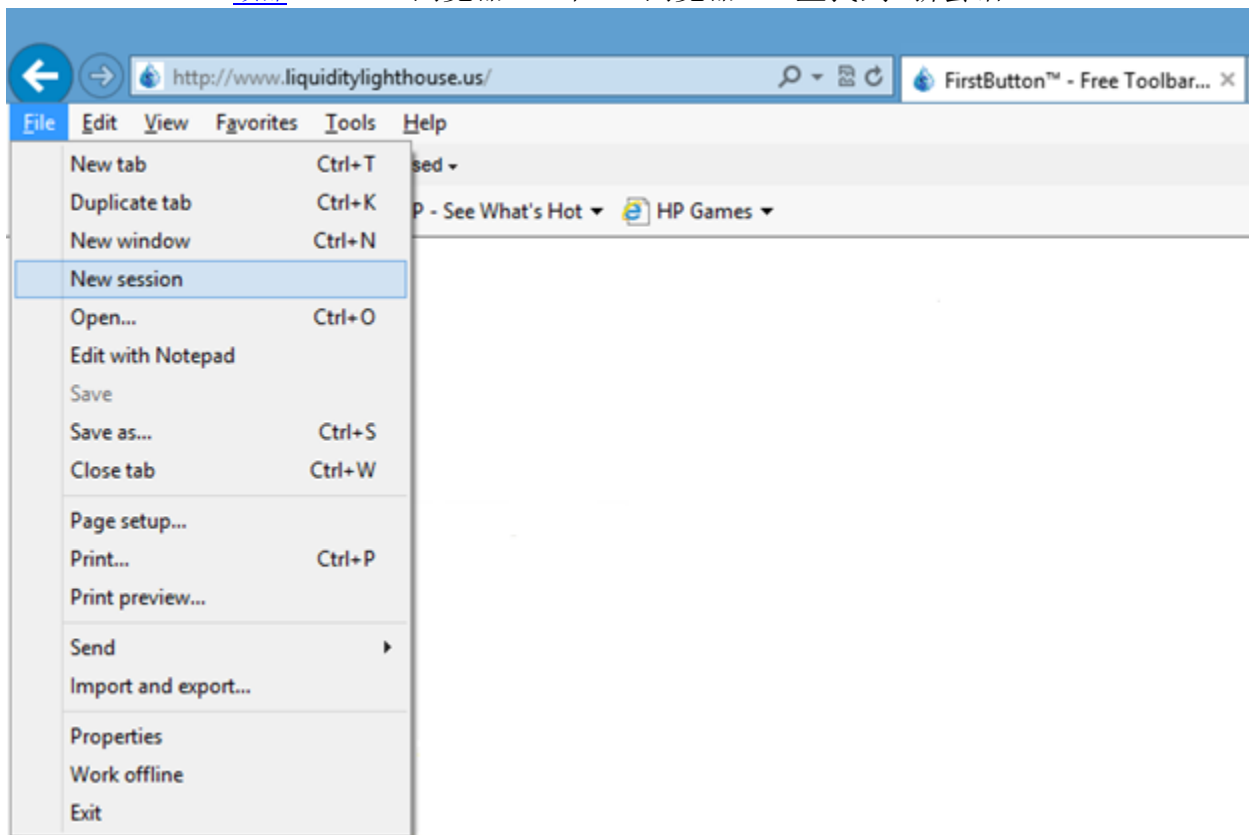 http://www.liquiditylighthouse.us/
FirstButton™ - Free Toolbar...
File Edit View Favorites Tools Help
New tab Ctrl+T
sed
Duplicate tab Ctrl+K
P - See What's Hot HP Games
New window Ctrl+N
New session
Open... Ctrl+O
Edit with Notepad
Save
Save as... Ctrl+S
Close tab Ctrl+W
Page setup...
Print... Ctrl+P
Print preview...
Send
Import and export...
Properties
Work offline
Exit